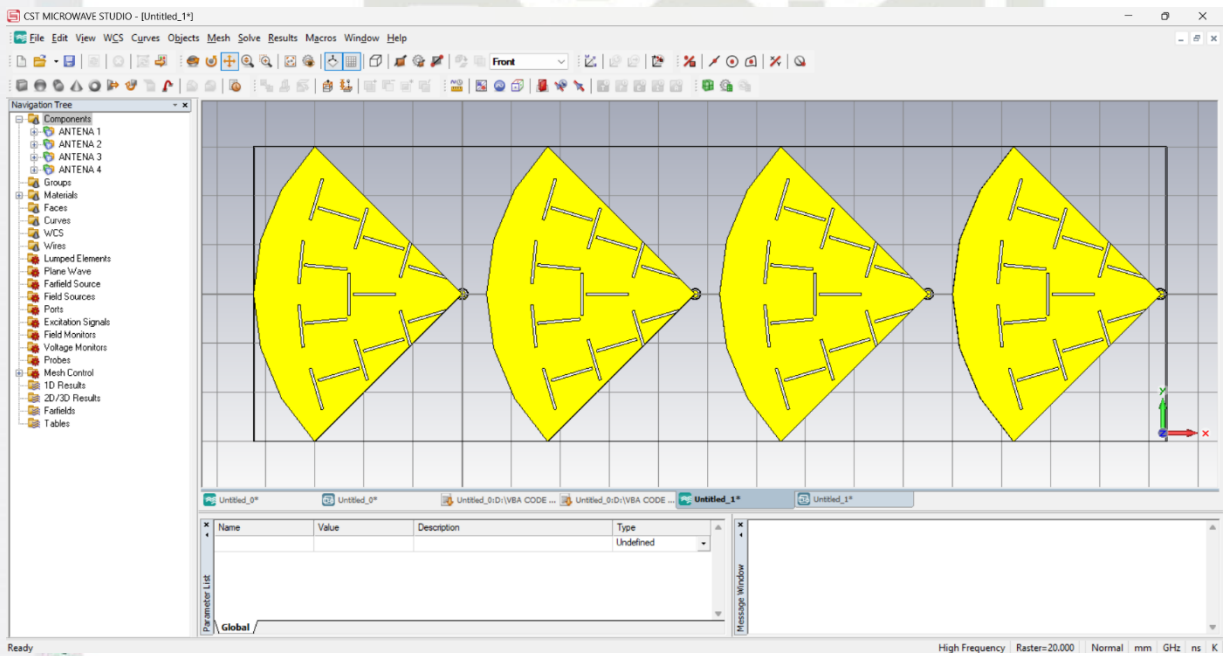 CST MICROWAVE STUDIO - [Untitled_1*]
File Edit View WCS Curves Objects Mesh Solve Results Macros Window Help
Front
Navigation Tree
Components
ANTENA 1
ANTENA 2
ANTENA 3
ANTENA 4
Groups
Materials
Faces
Curves
WCS
Wires
Lumped Elements
Plane Wave
Farfield Source
Field Sources
Ports
Excitation Signals
Field Monitors
Voltage Monitors
Probes
Mesh Control
1D Results
2D/3D Results
Farfields
Tables
Y
Z X
Untitled_0* Untitled_0* Untitled_0:D:\VBA CODE ... Untitled_0:D:\VBA CODE ... Untitled_1* Untitled_1*
Name Value Description Type
Undefined
Parameter List
Global
Message Window
Ready High Frequency Raster=20.000 Normal mm GHz ns K